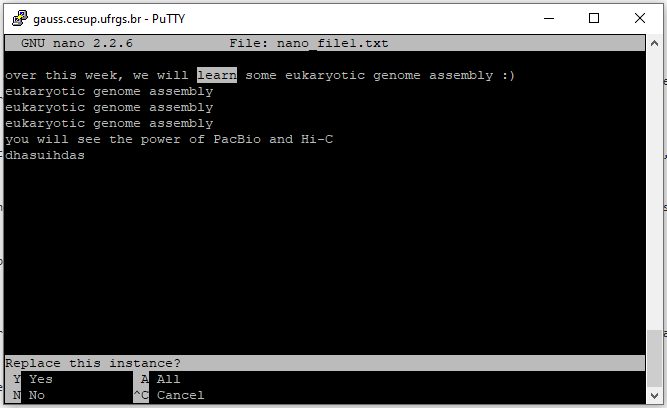 gauss.cesup.ufrgs.br - PuTTY
GNU nano 2.2.6 File: nano_file1.txt
over this week, we will learn some eukaryotic genome assembly :)
eukaryotic genome assembly
eukaryotic genome assembly
eukaryotic genome assembly
you will see the power of PacBio and Hi-C
dhasuihdas
Replace this instance?
Y Yes A All
N No ^C Cancel